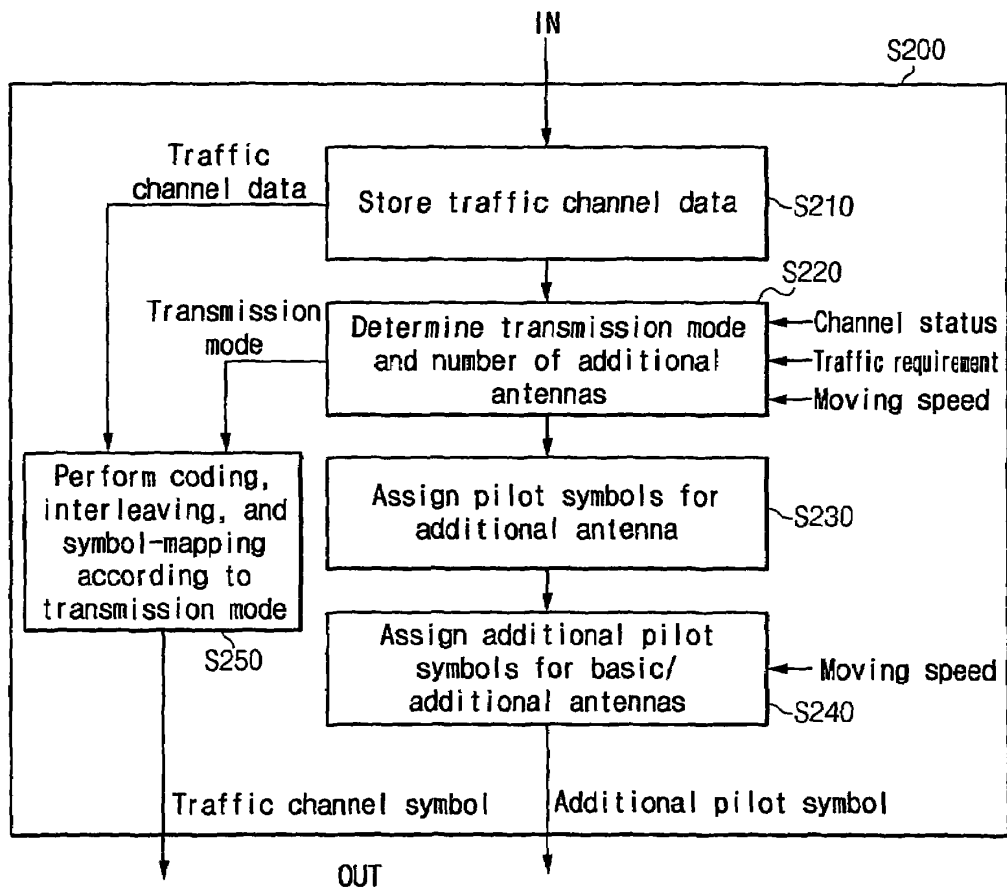 IN
S200
Traffic
channel data
Store traffic channel data
S210
S220
Transmission
mode
Determine transmission mode
and number of additional
antennas
Channel status
Traffic requirement
Moving speed
Perform coding,
interleaving, and
symbol-mapping
according to
transmission mode
S250
Assign pilot symbols for
additional antenna
S230
Assign additional pilot
symbols for basic/
additional antennas
Moving speed
S240
Traffic channel symbol
Additional pilot symbol
OUT